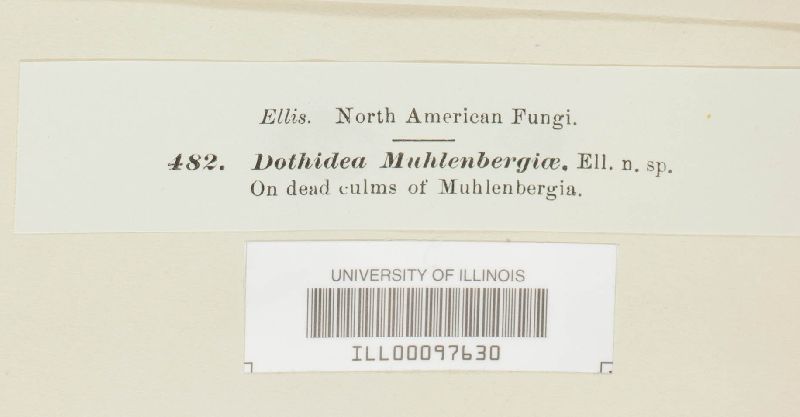 Ellis. North American Fungi.
482. Dothidea Muhlenbergiæ, Ell. n. sp.
On dead culms of Muhlenbergia.
UNIVERSITY OF ILLINOIS
ILL00097630